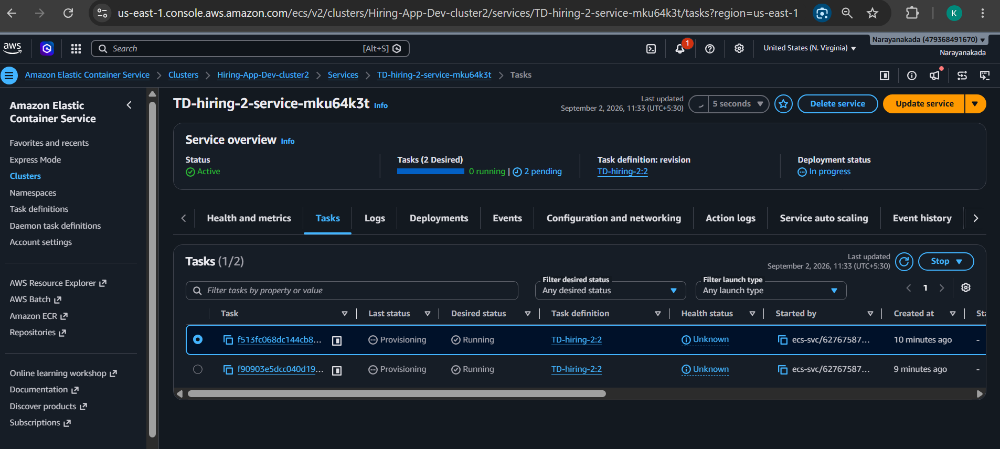 us-east-1.console.aws.amazon.com/ecs/v2/clusters/Hiring-App-Dev-cluster2/services/TD-hiring-2-service-mku64k3t/tasks?region=us-east-1
K
aws
Search
[Alt+S]
1
United States (N. Virginia)
Narayanakada (479368491670)
Narayanakada
Amazon Elastic Container Service
Clusters
Hiring-App-Dev-cluster2
Services
TD-hiring-2-service-mku64k3t
Tasks
Amazon Elastic
Container Service
Favorites and recents
Express Mode
Clusters
Namespaces
Task definitions
Daemon task definitions
Account settings
AWS Resource Explorer
AWS Batch
Amazon ECR
Repositories
Online learning workshop
Documentation
Discover products
Subscriptions
TD-hiring-2-service-mku64k3t Info
Last updated
September 2, 2026, 11:33 (UTC+5:30)
5 seconds
Delete service
Update service
Service overview Info
Status
Active
Tasks (2 Desired)
0 running | 2 pending
Task definition: revision
TD-hiring-2:2
Deployment status
In progress
Health and metrics
Tasks
Logs
Deployments
Events
Configuration and networking
Action logs
Service auto scaling
Event history
Tasks (1/2)
Last updated
September 2, 2026, 11:33 (UTC+5:30)
Stop
Filter tasks by property or value
Filter desired status
Any desired status
Filter launch type
Any launch type
1
Task Last status Desired status Task definition Health status Started by Created at Sta
f513fc068dc144cb8... Provisioning Running TD-hiring-2:2 Unknown ecs-svc/62767587... 10 minutes ago -
f90903e5dcc040d19... Provisioning Running TD-hiring-2:2 Unknown ecs-svc/62767587... 9 minutes ago -